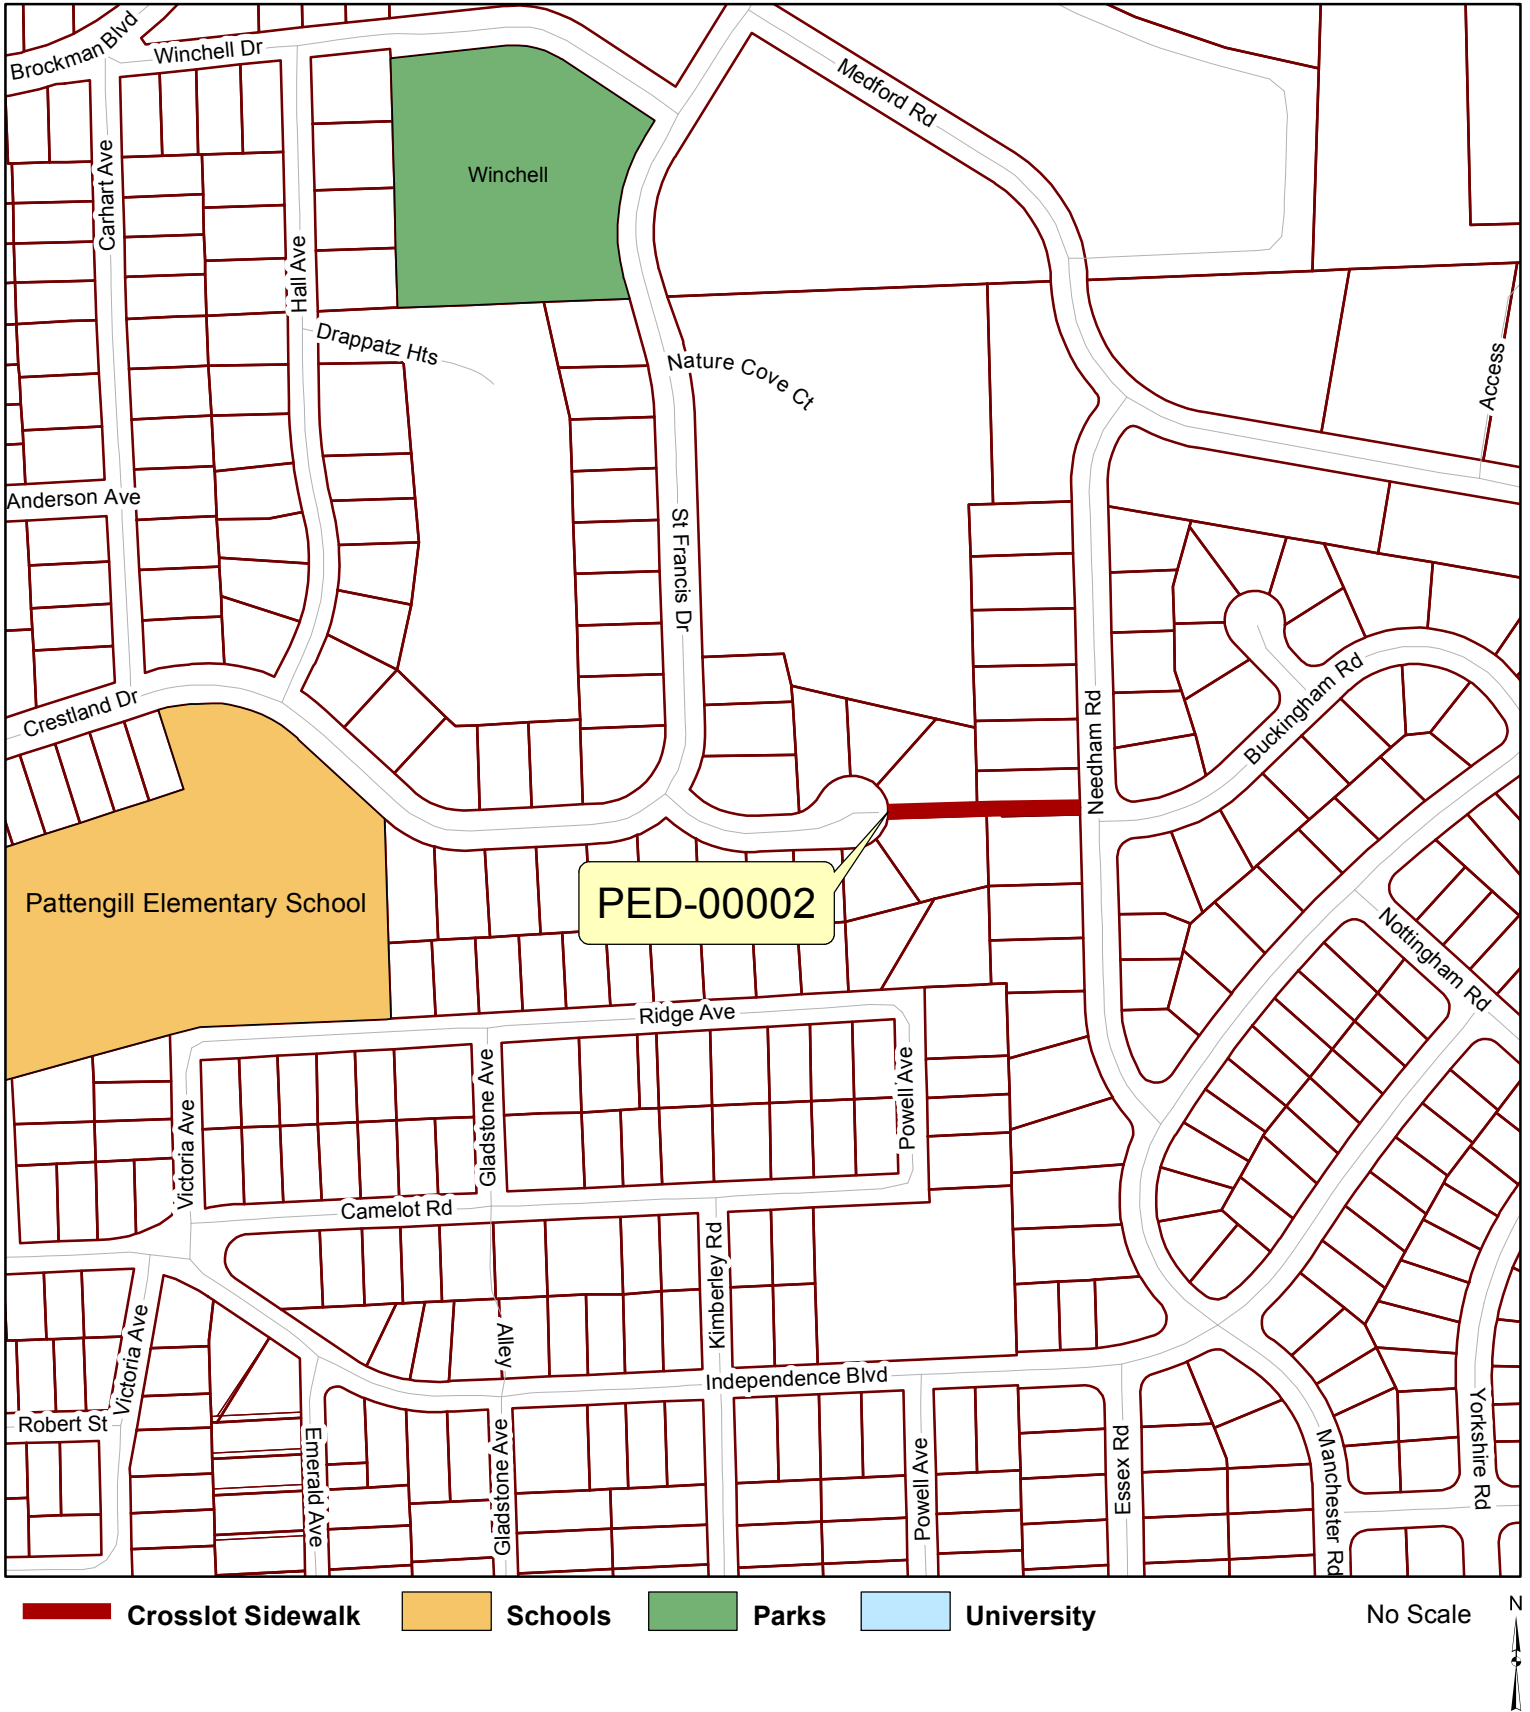 Brockman Blvd
Winchell Dr
Medford Rd
Carhart Ave
Winchell
Hall Ave
Drappatz Hts
Nature Cove Ct
Access
Anderson Ave
St Francis Dr
Crestland Dr
Needham Rd
Buckingham Rd
Pattengill Elementary School
PED-00002
Nottingham Rd
Ridge Ave
Victoria Ave
Gladstone Ave
Powell Ave
Camelot Rd
Kimberley Rd
Victoria Ave
Alley
Independence Blvd
Robert St
Emerald Ave
Gladstone Ave
Powell Ave
Essex Rd
Manchester Rd
Yorkshire Rd
Crosslot Sidewalk
Schools
Parks
University
No Scale
N